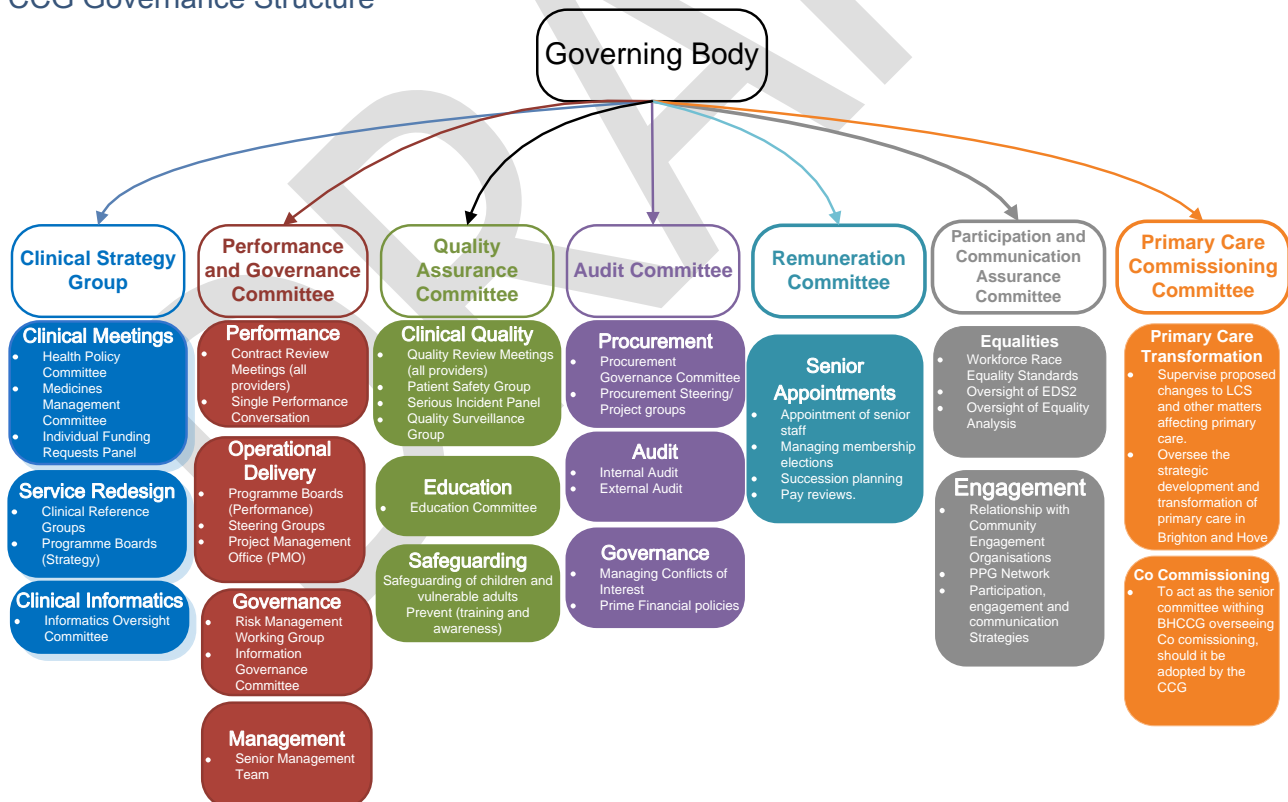 CCG Governance Structure
Governing Body
Clinical Strategy
Group
Clinical Meetings
• Health Policy
Committee
• Medicines
Management
Committee
• Individual Funding
Requests Panel
Service Redesign
• Clinical Reference
Groups
• Programme Boards
(Strategy)
Clinical Informatics
• Informatics Oversight
Committee
Performance
and Governance
Committee
Performance
• Contract Review
Meetings (all
providers)
• Single Performance
Conversation
Operational
Delivery
• Programme Boards
(Performance)
• Steering Groups
• Project Management
Office (PMO)
Governance
• Risk Management
Working Group
• Information
Governance
Committee
Management
• Senior Management
Team
Quality
Assurance
Committee
Clinical Quality
• Quality Review Meetings
(all providers)
• Patient Safety Group
• Serious Incident Panel
• Quality Surveillance
Group
Education
• Education Committee
Safeguarding
Safeguarding of children and
vulnerable adults
Prevent (training and
awareness)
Audit Committee
Procurement
• Procurement
Governance Committee
• Procurement Steering/
Project groups
Audit
• Internal Audit
• External Audit
Governance
• Managing Conflicts of
Interest
• Prime Financial policies
Remuneration
Committee
Senior
Appointments
• Appointment of senior
staff
• Managing membership
elections
• Succession planning
• Pay reviews.
Participation and
Communication
Assurance
Committee
Equalities
• Workforce Race
Equality Standards
• Oversight of EDS2
• Oversight of Equality
Analysis
Engagement
• Relationship with
Community
Engagement
Organisations
• PPG Network
• Participation,
engagement and
communication
Strategies
Primary Care
Commissioning
Committee
Primary Care
Transformation
• Supervise proposed
changes to LCS
and other matters
affecting primary
care.
• Oversee the
strategic
development and
transformation of
primary care in
Brighton and Hove
Co Commissioning
• To act as the senior
committee withing
BHCCG overseeing
Co comissioning,
should it be
adopted by the
CCG